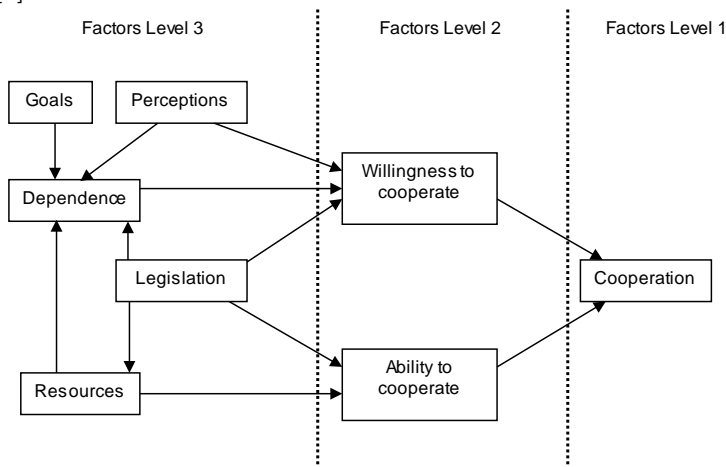 Factors Level 3
Factors Level 2
Factors Level 1
Goals
Perceptions
Willingness to
cooperate
Dependence
Legislation
Cooperation
Ability to
cooperate
Resources